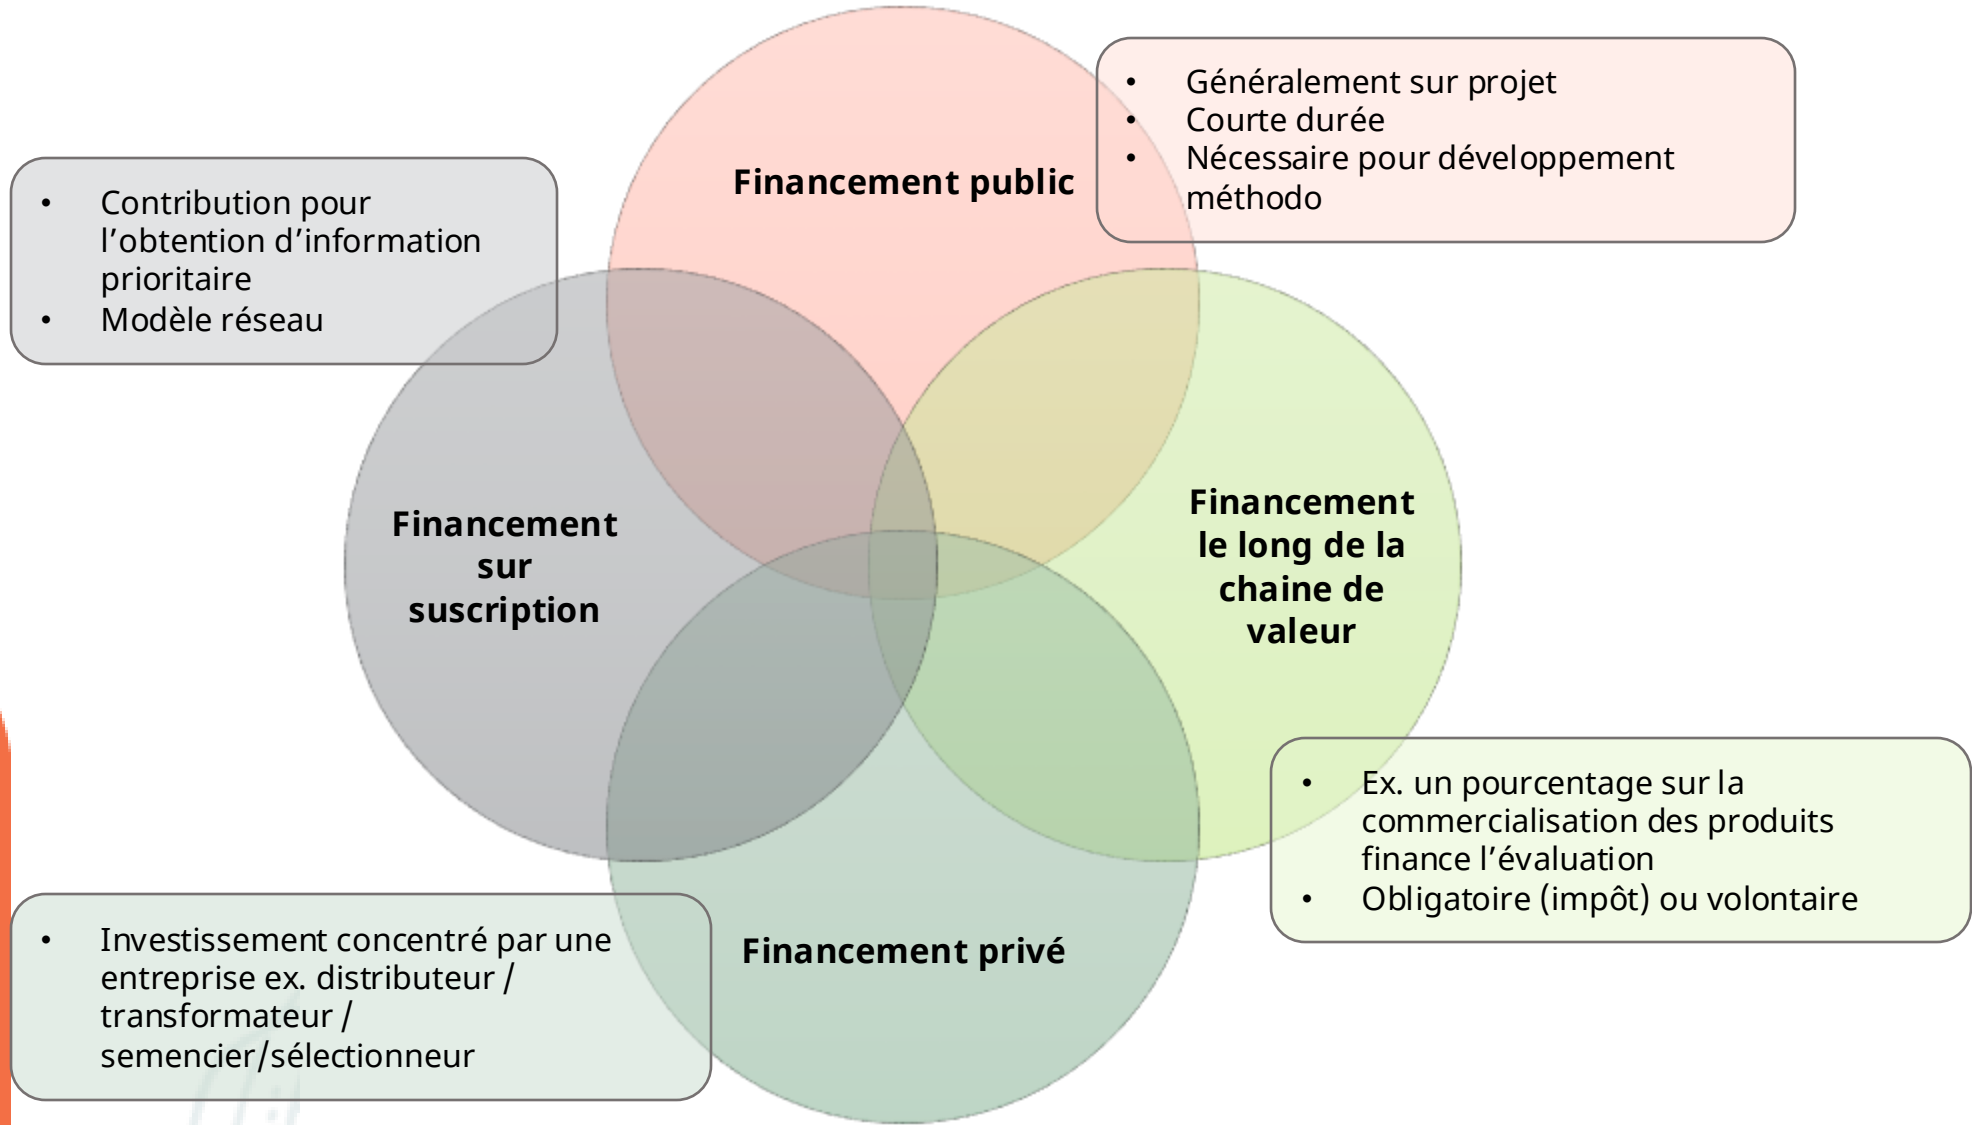 Financement public
• Généralement sur projet
• Courte durée
• Nécessaire pour développement
méthodo
• Contribution pour
l’obtention d’information
prioritaire
• Modèle réseau
Financement
sur
suscription
Financement
le long de la
chaine de
valeur
• Ex. un pourcentage sur la
commercialisation des produits
finance l’évaluation
• Obligatoire (impôt) ou volontaire
• Investissement concentré par une
entreprise ex. distributeur /
transformateur /
semencier/sélectionneur
Financement privé